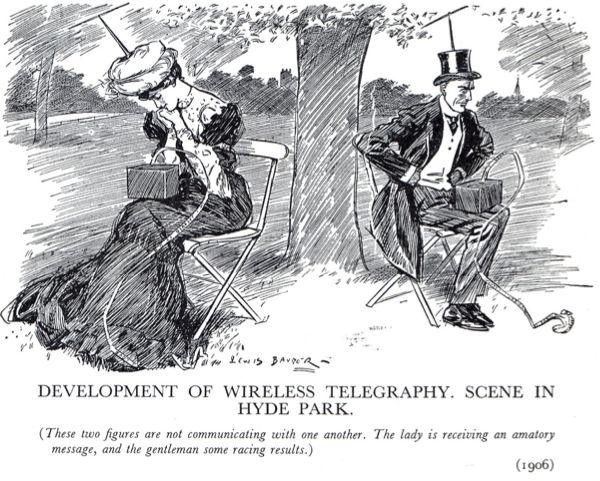 LEWIS BAUMER
DEVELOPMENT OF WIRELESS TELEGRAPHY. SCENE IN
HYDE PARK.
(These two figures are not communicating with one another. The lady is receiving an amatory
message, and the gentleman some racing results.)
(1906)